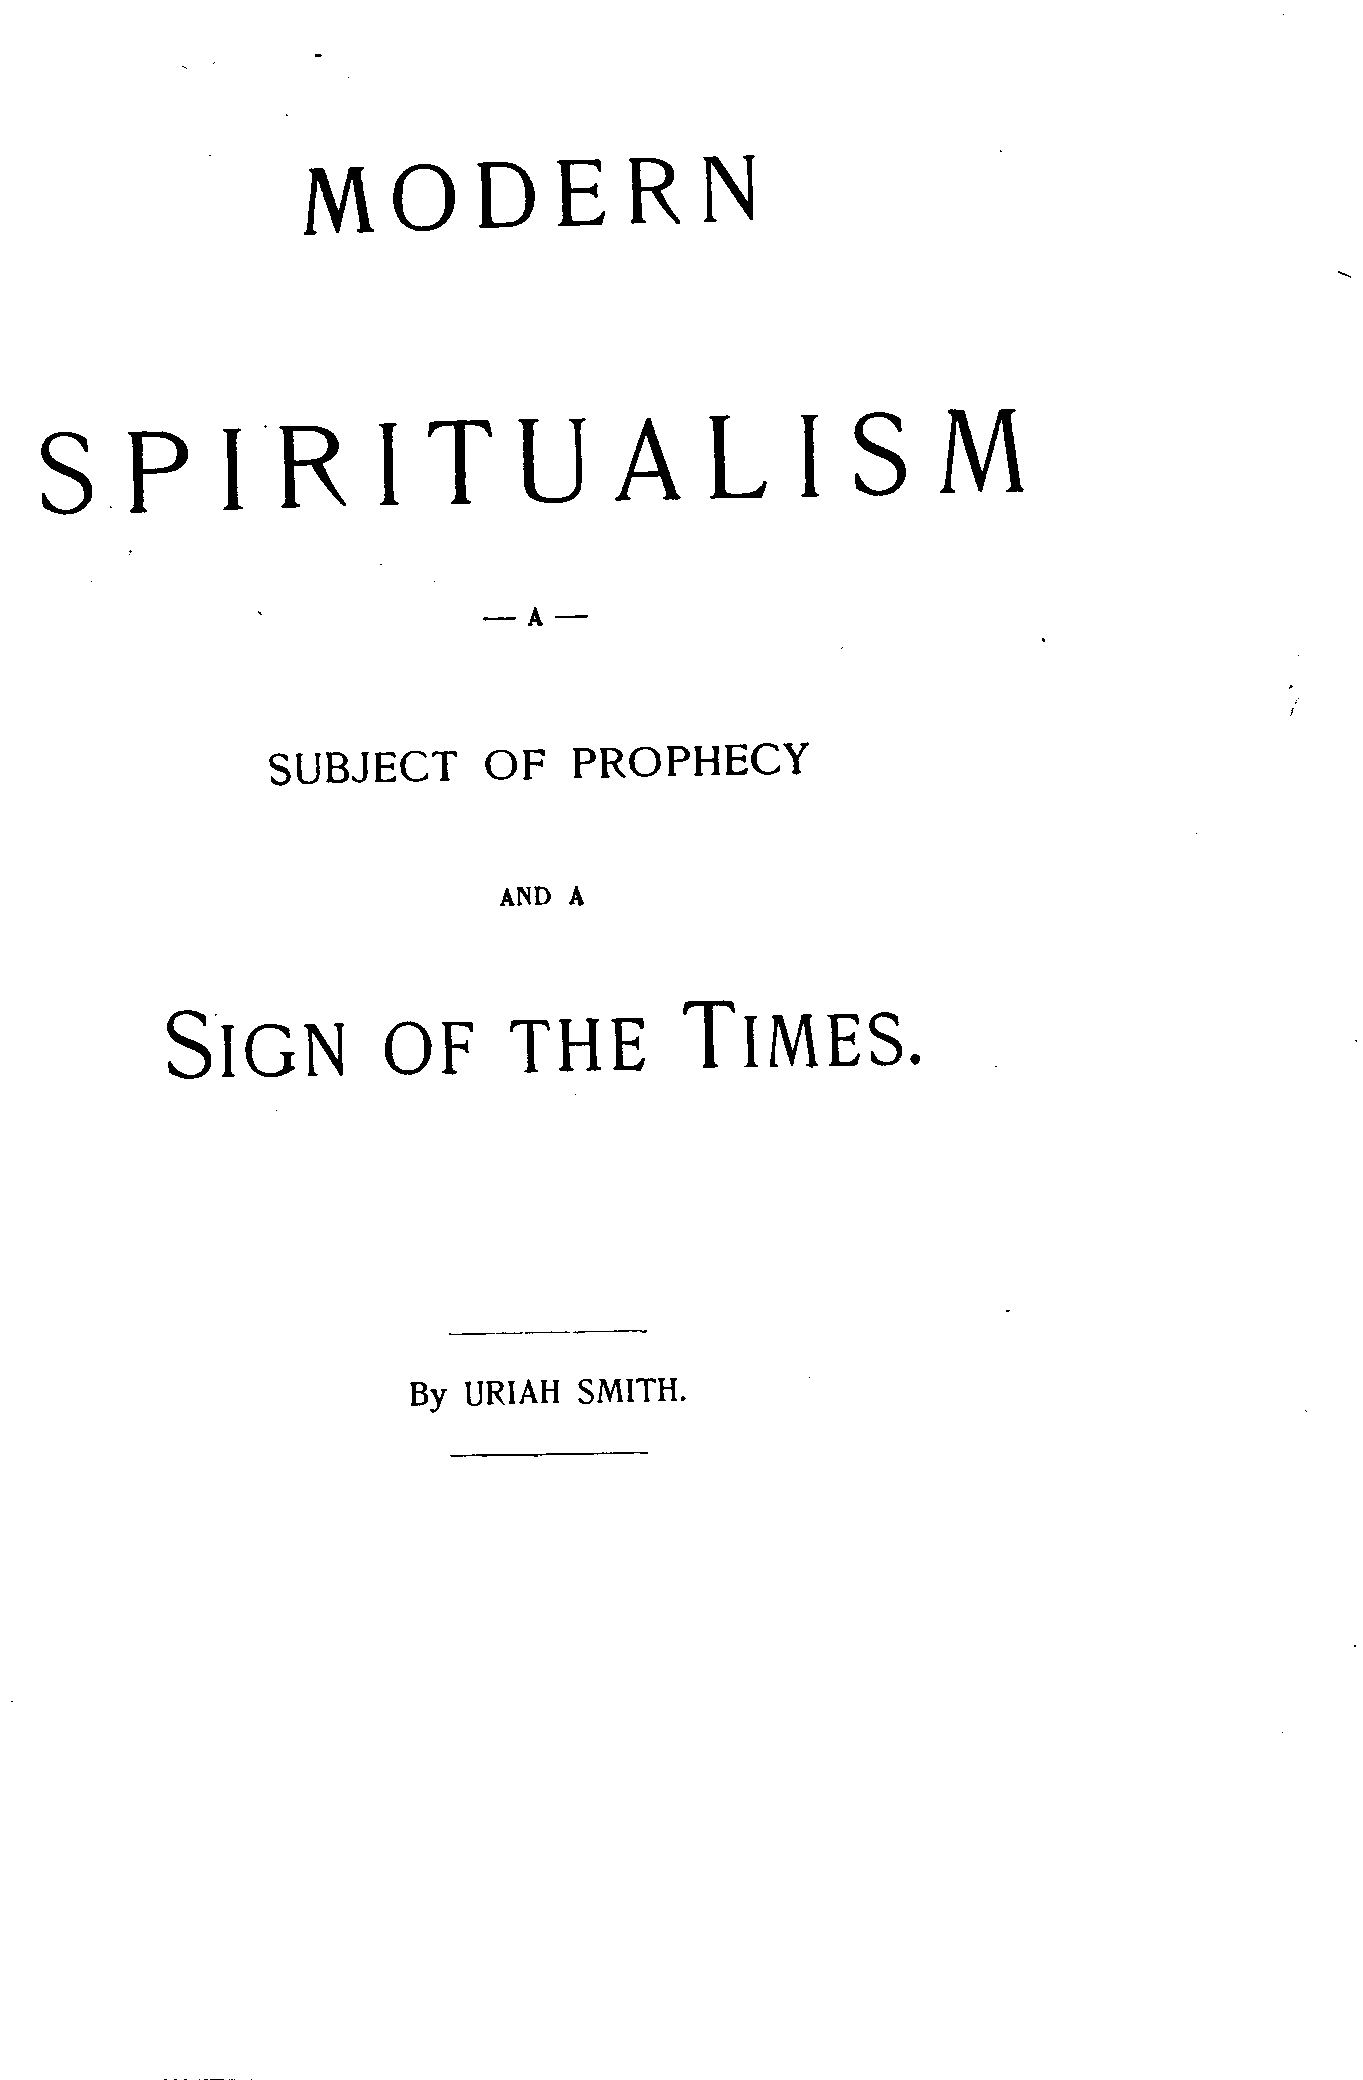 MODERN
SPIRITUALISM
— A —
SUBJECT OF PROPHECY
AND A
SIGN OF THE TIMES.
By URIAH SMITH.